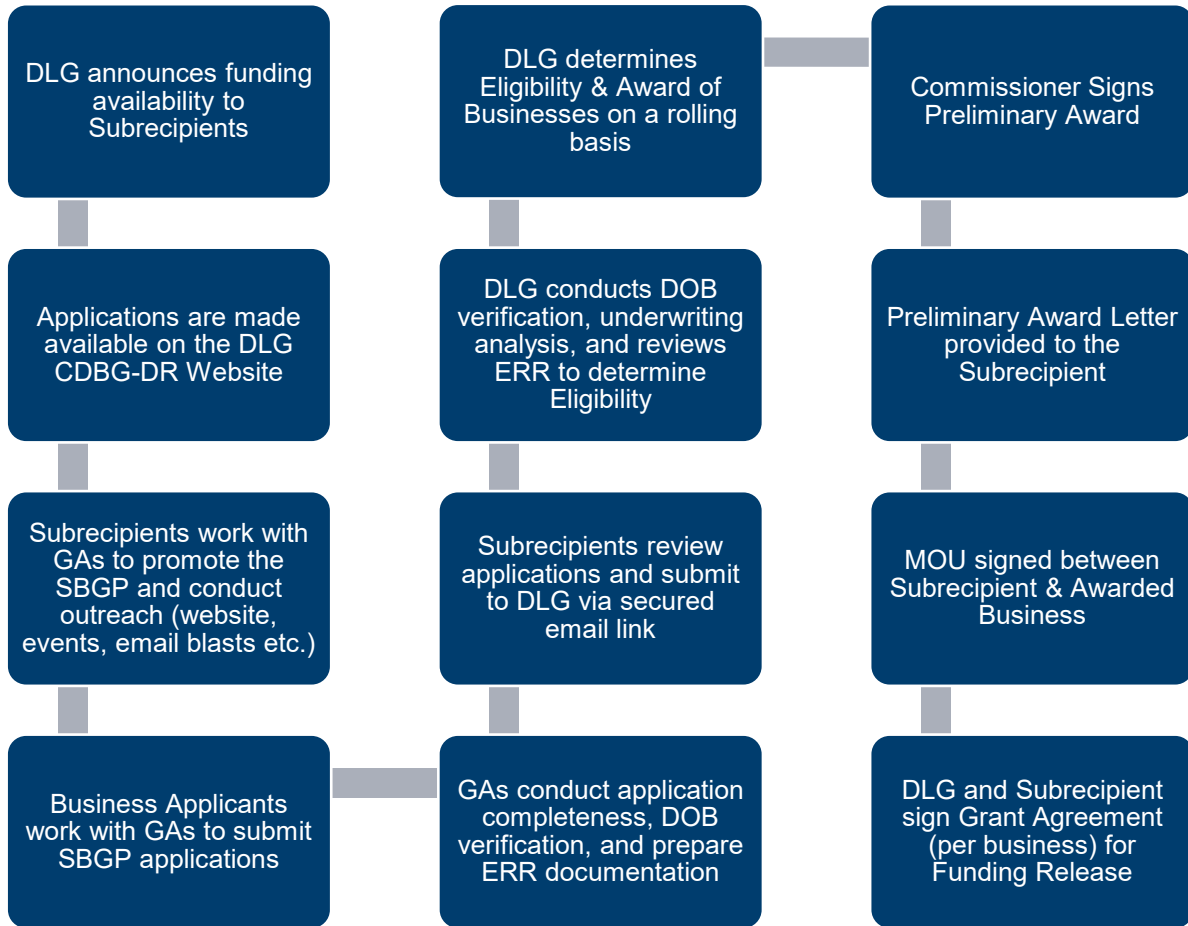 DLG announces funding
availability to
Subrecipients
Applications are made
available on the DLG
CDBG-DR Website
Subrecipients work with
GAs to promote the
SBGP and conduct
outreach (website,
events, email blasts etc.)
Business Applicants
work with GAs to submit
SBGP applications
GAs conduct application
completeness, DOB
verification, and prepare
ERR documentation
Subrecipients review
applications and submit
to DLG via secured
email link
DLG conducts DOB
verification, underwriting
analysis, and reviews
ERR to determine
Eligibility
DLG determines
Eligibility & Award of
Businesses on a rolling
basis
Commissioner Signs
Preliminary Award
Preliminary Award Letter
provided to the
Subrecipient
MOU signed between
Subrecipient & Awarded
Business
DLG and Subrecipient
sign Grant Agreement
(per business) for
Funding Release